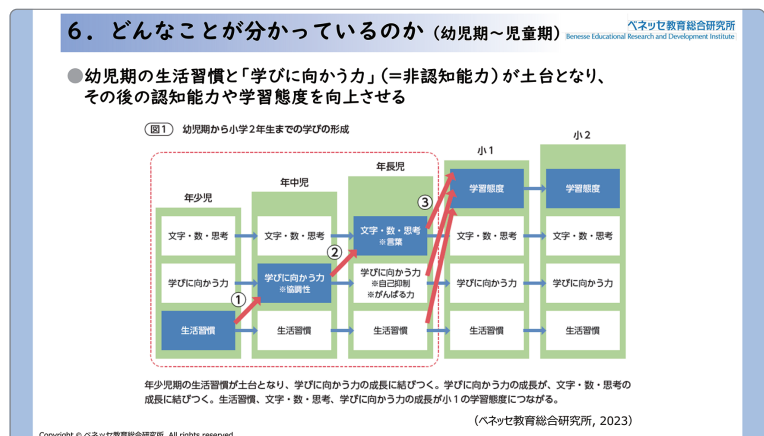 6．どんなことが分かっているのか（幼児期～児童期）
ベネッセ教育総合研究所
Benesse Educational Research and Development Institute
●幼児期の生活習慣と「学びに向かう力」（＝非認知能力）が土台となり、
その後の認知能力や学習態度を向上させる
図1 幼児期から小学2年生までの学びの形成
年少児
文字・数・思考
学びに向かう力
生活習慣
①
年中児
文字・数・思考
学びに向かう力
※協調性
生活習慣
②
年長児
文字・数・思考
※言葉
学びに向かう力
※自己抑制
※がんばる力
生活習慣
③
小1
学習態度
文字・数・思考
学びに向かう力
生活習慣
小2
学習態度
文字・数・思考
学びに向かう力
生活習慣
年少児期の生活習慣が土台となり、学びに向かう力の成長に結びつく。学びに向かう力の成長が、文字・数・思考の
成長に結びつく。生活習慣、文字・数・思考、学びに向かう力の成長が小1の学習態度につながる。
（ベネッセ教育総合研究所, 2023）
Copyright © ベネッセ教育総合研究所 All rights reserved